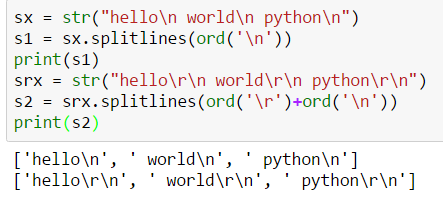 sx = str("hello\n world\n python\n")
s1 = sx.splitlines(ord('\n'))
print(s1)
srx = str("hello\r\n world\r\n python\r\n")
s2 = srx.splitlines(ord('\r')+ord('\n'))
print(s2)
['hello\n', ' world\n', ' python\n']
['hello\r\n', ' world\r\n', ' python\r\n']